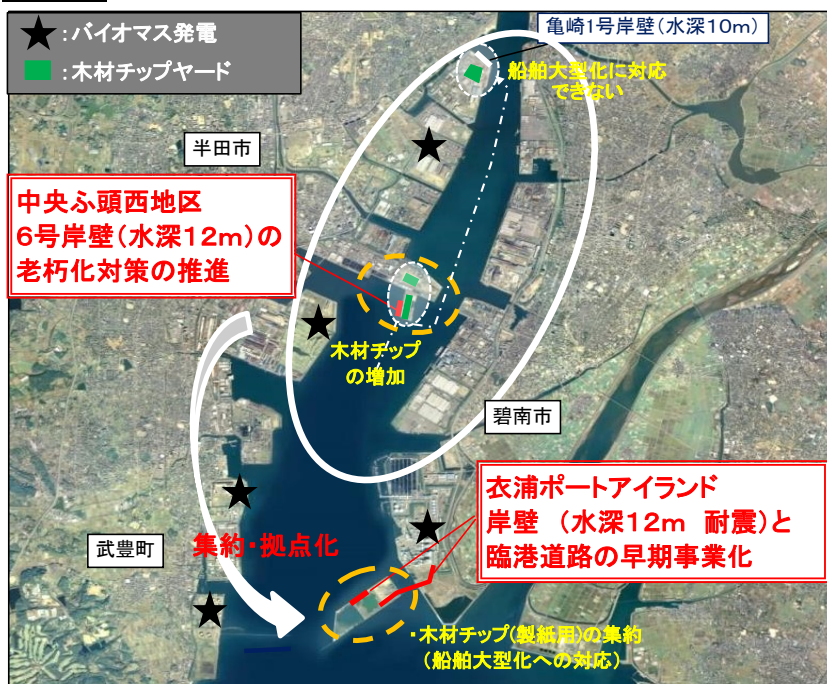 ★：バイオマス発電
■：木材チップヤード
亀崎1号岸壁（水深10m）
船舶大型化に対応
できない
半田市
中央ふ頭西地区
6号岸壁（水深12m）の
老朽化対策の推進
木材チップ
の増加
碧南市
衣浦ポートアイランド
岸壁　（水深12m　耐震）と
臨港道路の早期事業化
武豊町
集約・拠点化
・木材チップ(製紙用)の集約
（船舶大型化への対応）